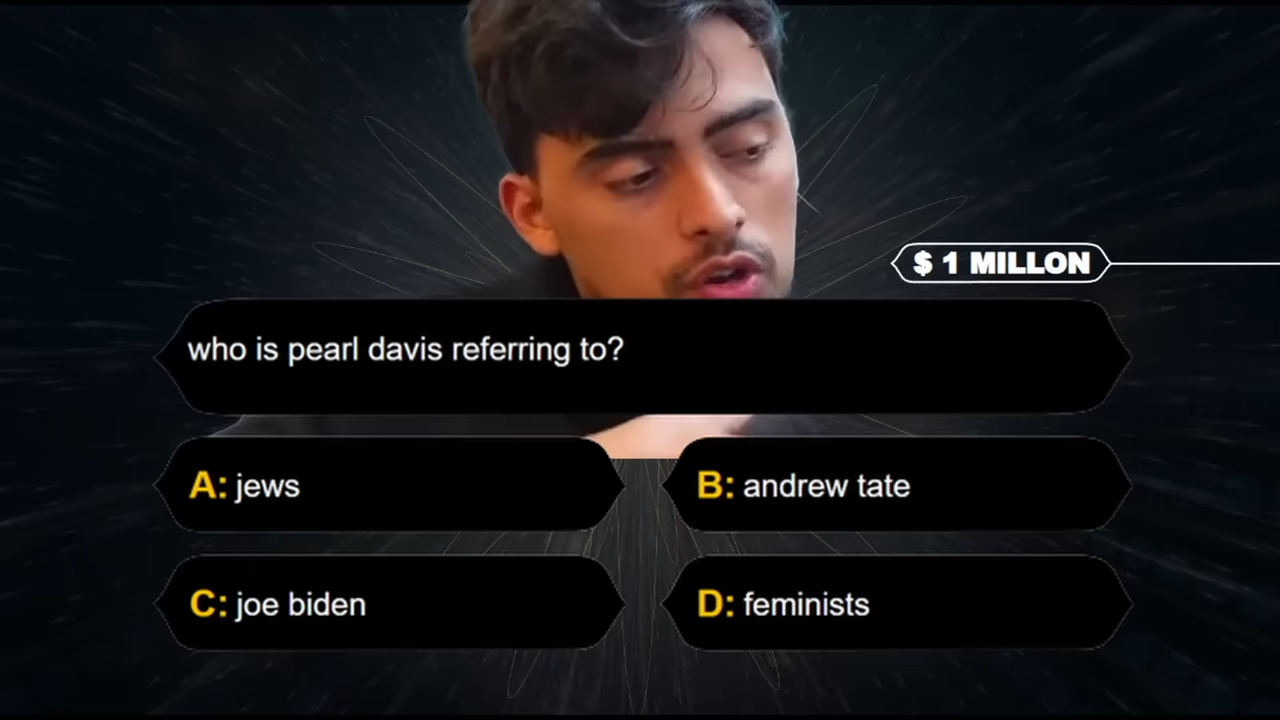 $ 1 MILLON
who is pearl davis referring to?
A: jews
B: andrew tate
C: joe biden
D: feminists